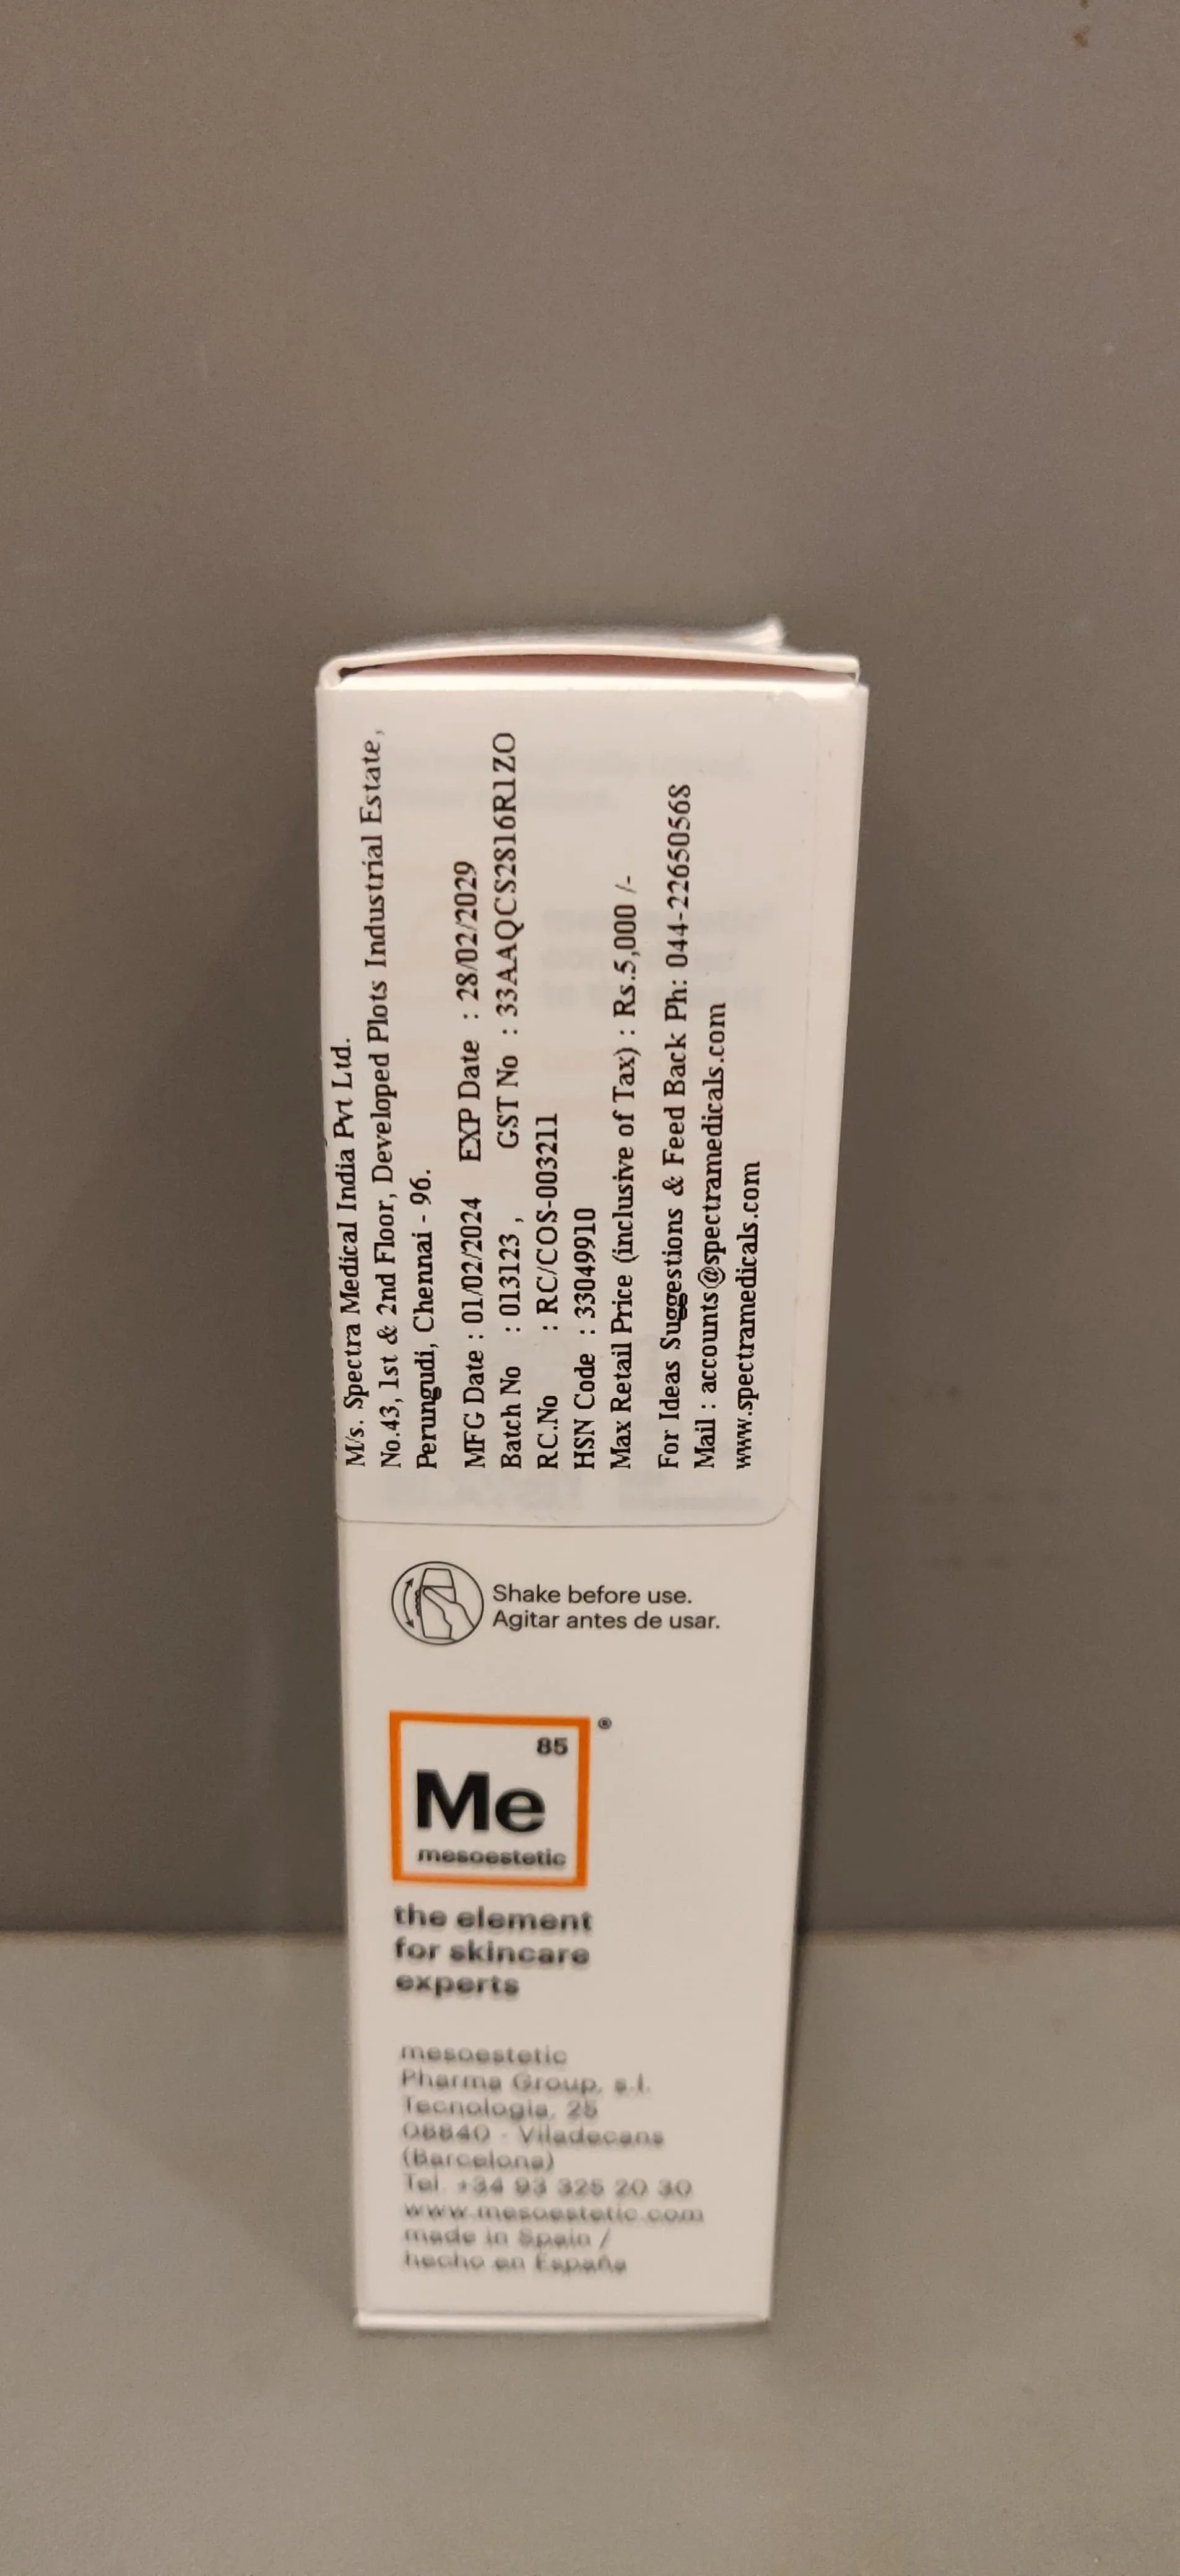 M/s. Spectra Medical India Pvt Ltd.
No.43, 1st & 2nd Floor, Developed Plots Industrial Estate,
Perungudi, Chennai - 96.
MFG Date : 01/02/2024 EXP Date : 28/02/2029
Batch No : 013123 , GST No : 33AAQCS2816R1ZO
RC.No : RC/COS-003211
HSN Code : 33049910
Max Retail Price (inclusive of Tax) : Rs.5,000 /-
For Ideas Suggestions & Feed Back Ph: 044-22650568
Mail : accounts@spectramedicals.com
www.spectramedicals.com
Shake before use.
Agitar antes de usar.
85
Me
mesoestetic
®
the element
for skincare
experts
mesoestetic
Pharma Group, s.l.
Tecnologia, 25
08840 - Viladecans
(Barcelona)
Tel. +34 93 325 20 30
www.mesoestetic.com
made in Spain /
hecho en España